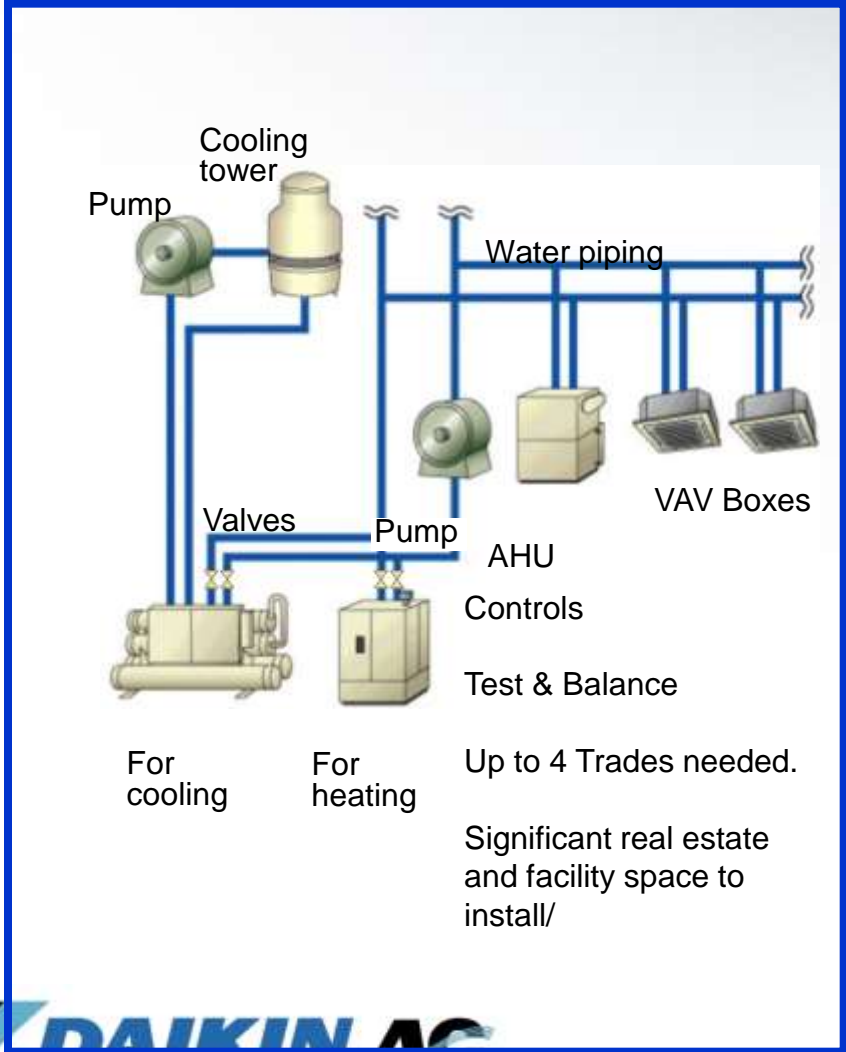 Cooling
tower
Pump
Water piping
VAV Boxes
Valves
Pump
AHU
Controls
Test & Balance
For
cooling
For
heating
Up to 4 Trades needed.
Significant real estate
and facility space to
install/
DAIKIN AC